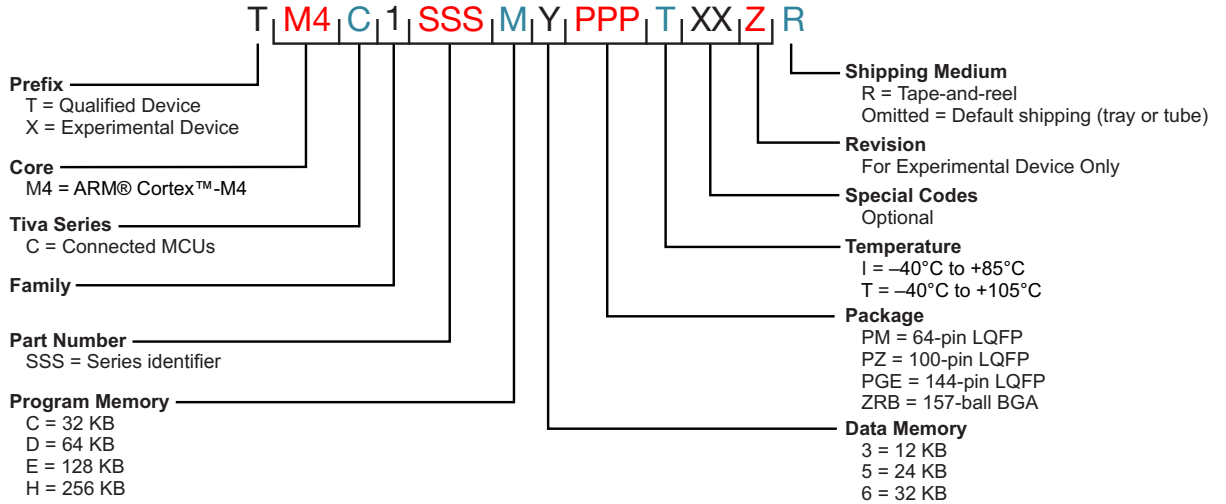 T M4 C 1 SSS M Y PPP T XX Z R
Prefix
T = Qualified Device
X = Experimental Device
Core
M4 = ARM® Cortex™-M4
Tiva Series
C = Connected MCUs
Family
Part Number
SSS = Series identifier
Program Memory
C = 32 KB
D = 64 KB
E = 128 KB
H = 256 KB
Shipping Medium
R = Tape-and-reel
Omitted = Default shipping (tray or tube)
Revision
For Experimental Device Only
Special Codes
Optional
Temperature
I = –40°C to +85°C
T = –40°C to +105°C
Package
PM = 64-pin LQFP
PZ = 100-pin LQFP
PGE = 144-pin LQFP
ZRB = 157-ball BGA
Data Memory
3 = 12 KB
5 = 24 KB
6 = 32 KB